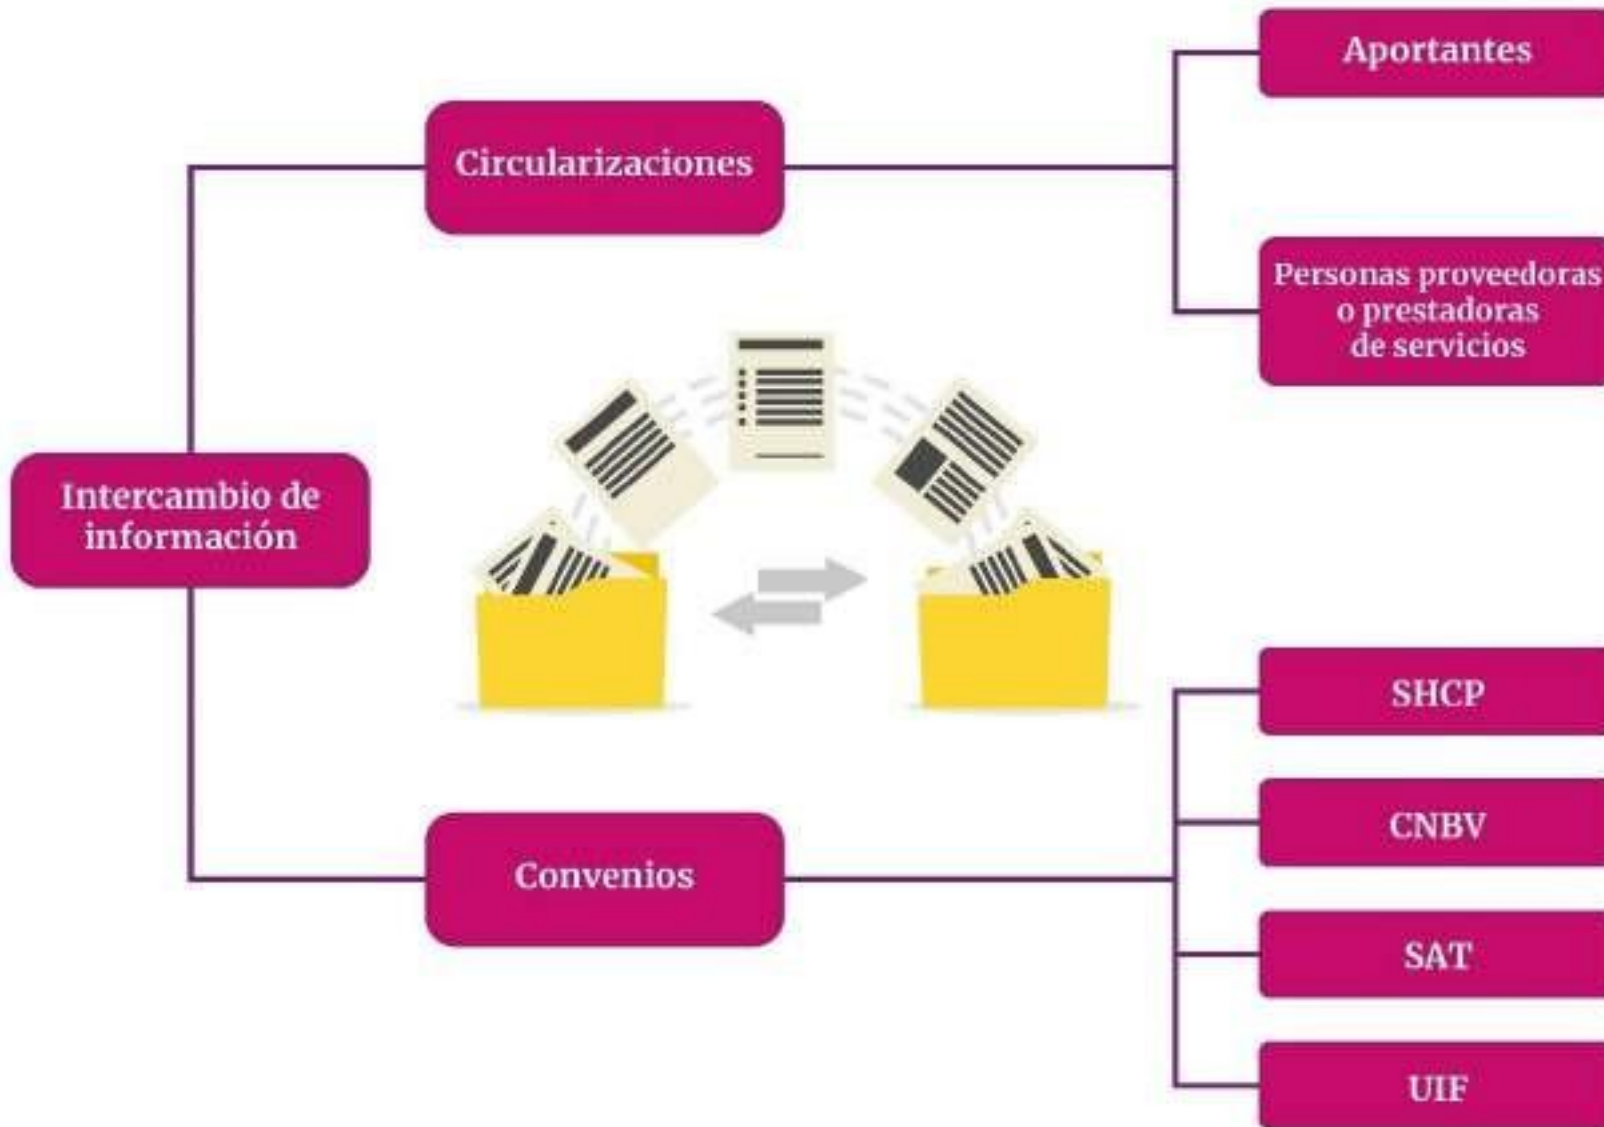 Aportantes
Circularizaciones
Personas proveedoras
o prestadoras
de servicios
Intercambio de
información
SHCP
CNBV
Convenios
SAT
UIF